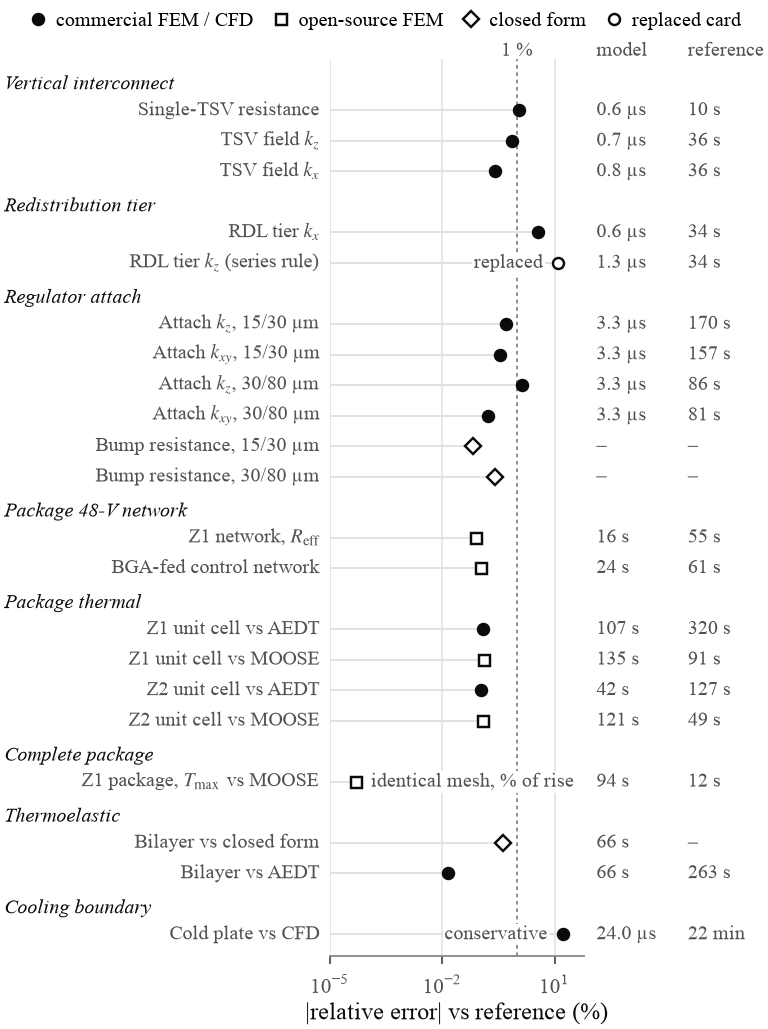 commercial FEM / CFD open-source FEM closed form replaced card
1 % model reference
Vertical interconnect
Single-TSV resistance 0.6 µs 10 s
TSV field kz 0.7 µs 36 s
TSV field kx 0.8 µs 36 s
Redistribution tier
RDL tier kx 0.6 µs 34 s
RDL tier kz (series rule) replaced 1.3 µs 34 s
Regulator attach
Attach kz, 15/30 µm 3.3 µs 170 s
Attach kxy, 15/30 µm 3.3 µs 157 s
Attach kz, 30/80 µm 3.3 µs 86 s
Attach kxy, 30/80 µm 3.3 µs 81 s
Bump resistance, 15/30 µm – –
Bump resistance, 30/80 µm – –
Package 48-V network
Z1 network, Reff 16 s 55 s
BGA-fed control network 24 s 61 s
Package thermal
Z1 unit cell vs AEDT 107 s 320 s
Z1 unit cell vs MOOSE 135 s 91 s
Z2 unit cell vs AEDT 42 s 127 s
Z2 unit cell vs MOOSE 121 s 49 s
Complete package
Z1 package, Tmax vs MOOSE identical mesh, % of rise 94 s 12 s
Thermoelastic
Bilayer vs closed form 66 s –
Bilayer vs AEDT 66 s 263 s
Cooling boundary
Cold plate vs CFD conservative 24.0 µs 22 min
10⁻⁵ 10⁻² 10¹
|relative error| vs reference (%)